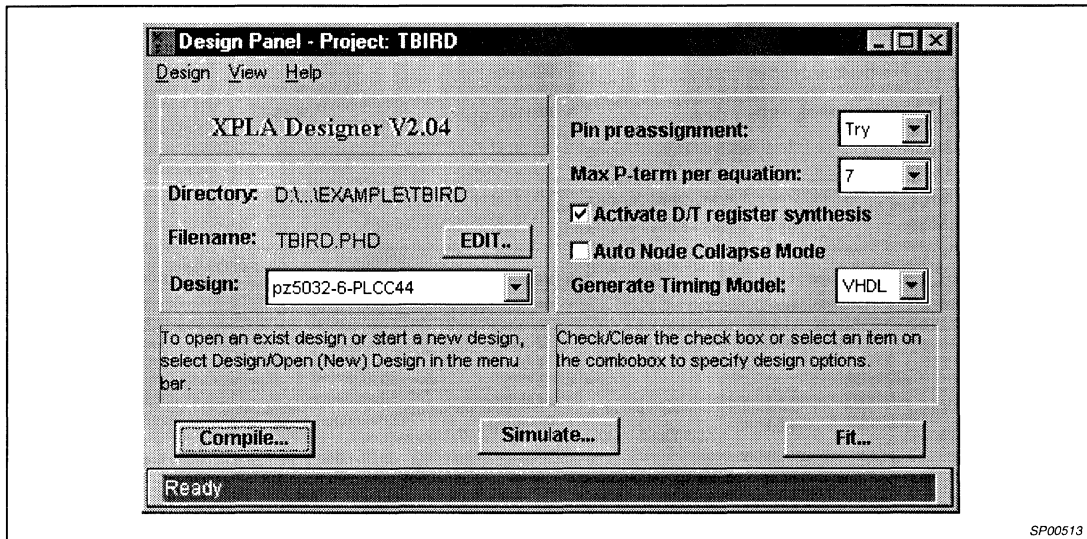 Design Panel - Project: TBIRD
Design View Help
XPLA Designer V2.04
Directory: D:\...\EXAMPLE\TBIRD
Filename: TBIRD.PHD EDIT..
Design: pz5032-6-PLCC44
Pin preassignment: Try
Max P-term per equation: 7
Activate D/T register synthesis
Auto Node Collapse Mode
Generate Timing Model: VHDL
To open an exist design or start a new design,
select Design/Open (New) Design in the menu
bar.
Check/Clear the check box or select an item on
the combobox to specify design options.
Compile... Simulate... Fit...
Ready
SP00513